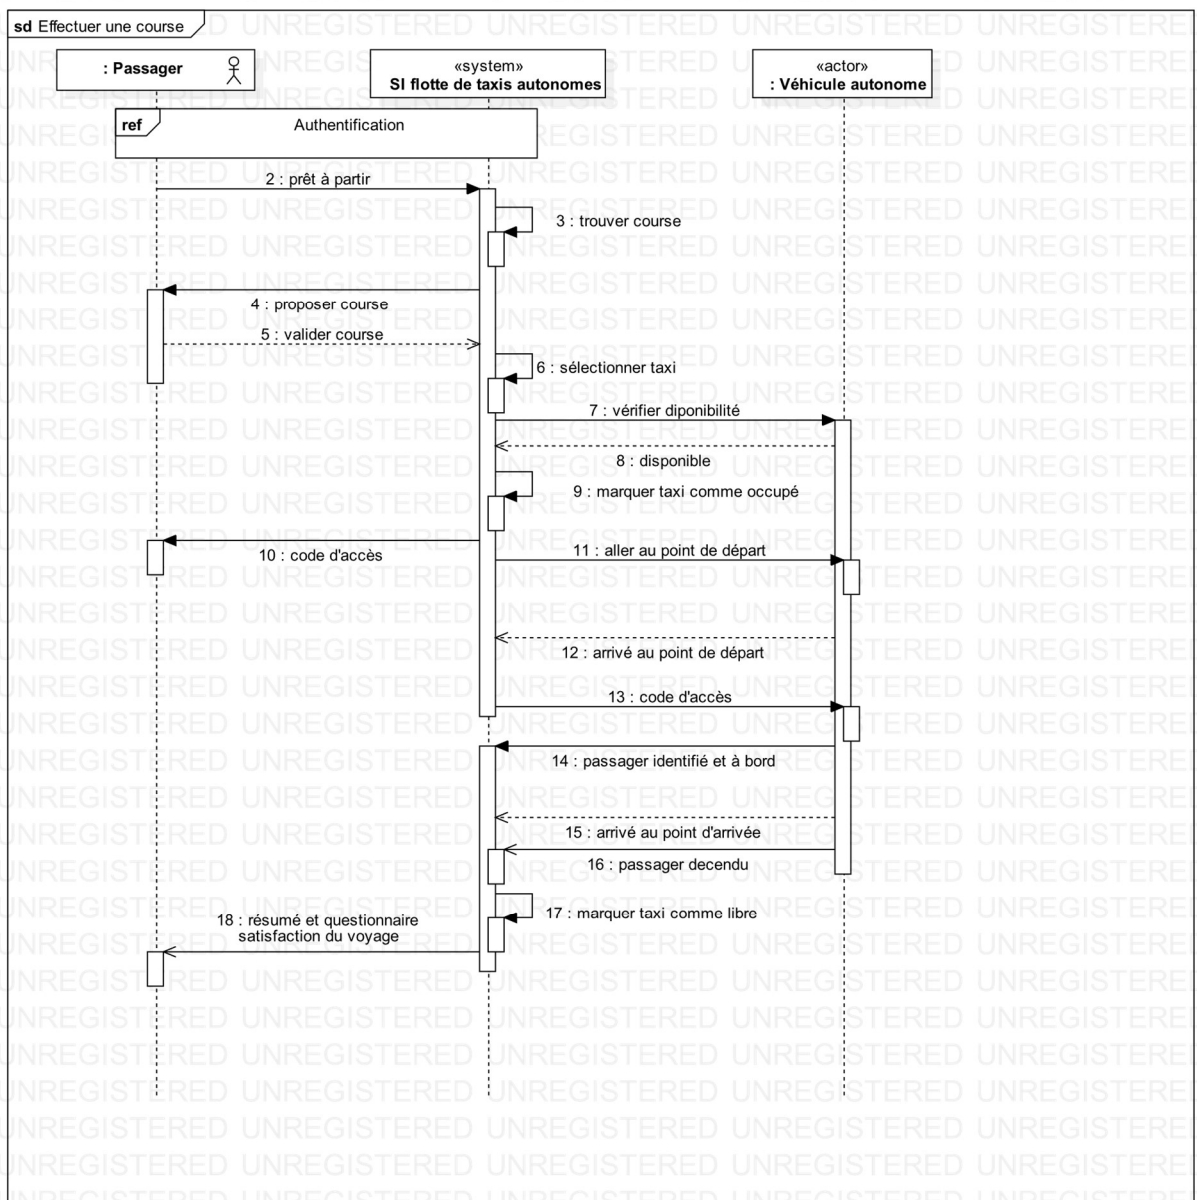 sd Effectuer une course
: Passager
«system»
SI flotte de taxis autonomes
«actor»
: Véhicule autonome
ref
Authentification
2 : prêt à partir
3 : trouver course
4 : proposer course
5 : valider course
6 : sélectionner taxi
7 : vérifier diponibilité
8 : disponible
9 : marquer taxi comme occupé
10 : code d'accès
11 : aller au point de départ
12 : arrivé au point de départ
13 : code d'accès
14 : passager identifié et à bord
15 : arrivé au point d'arrivée
16 : passager decendu
17 : marquer taxi comme libre
18 : résumé et questionnaire
satisfaction du voyage
UNREGISTERED